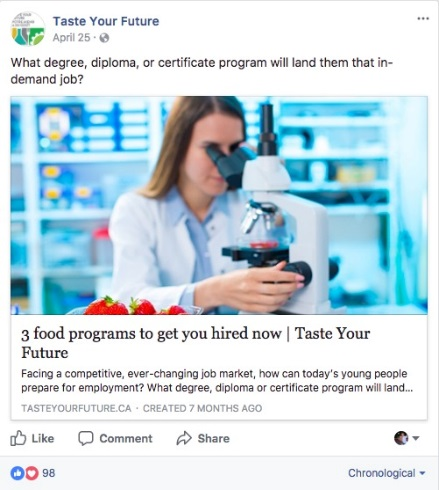 Taste Your Future
April 25 ·
What degree, diploma, or certificate program will land them that in-
demand job?
3 food programs to get you hired now | Taste Your
Future
Facing a competitive, ever-changing job market, how can today's young people
prepare for employment? What degree, diploma or certificate program will land...
TASTEYOURFUTURE.CA · CREATED 7 MONTHS AGO
Like Comment Share
98 Chronological